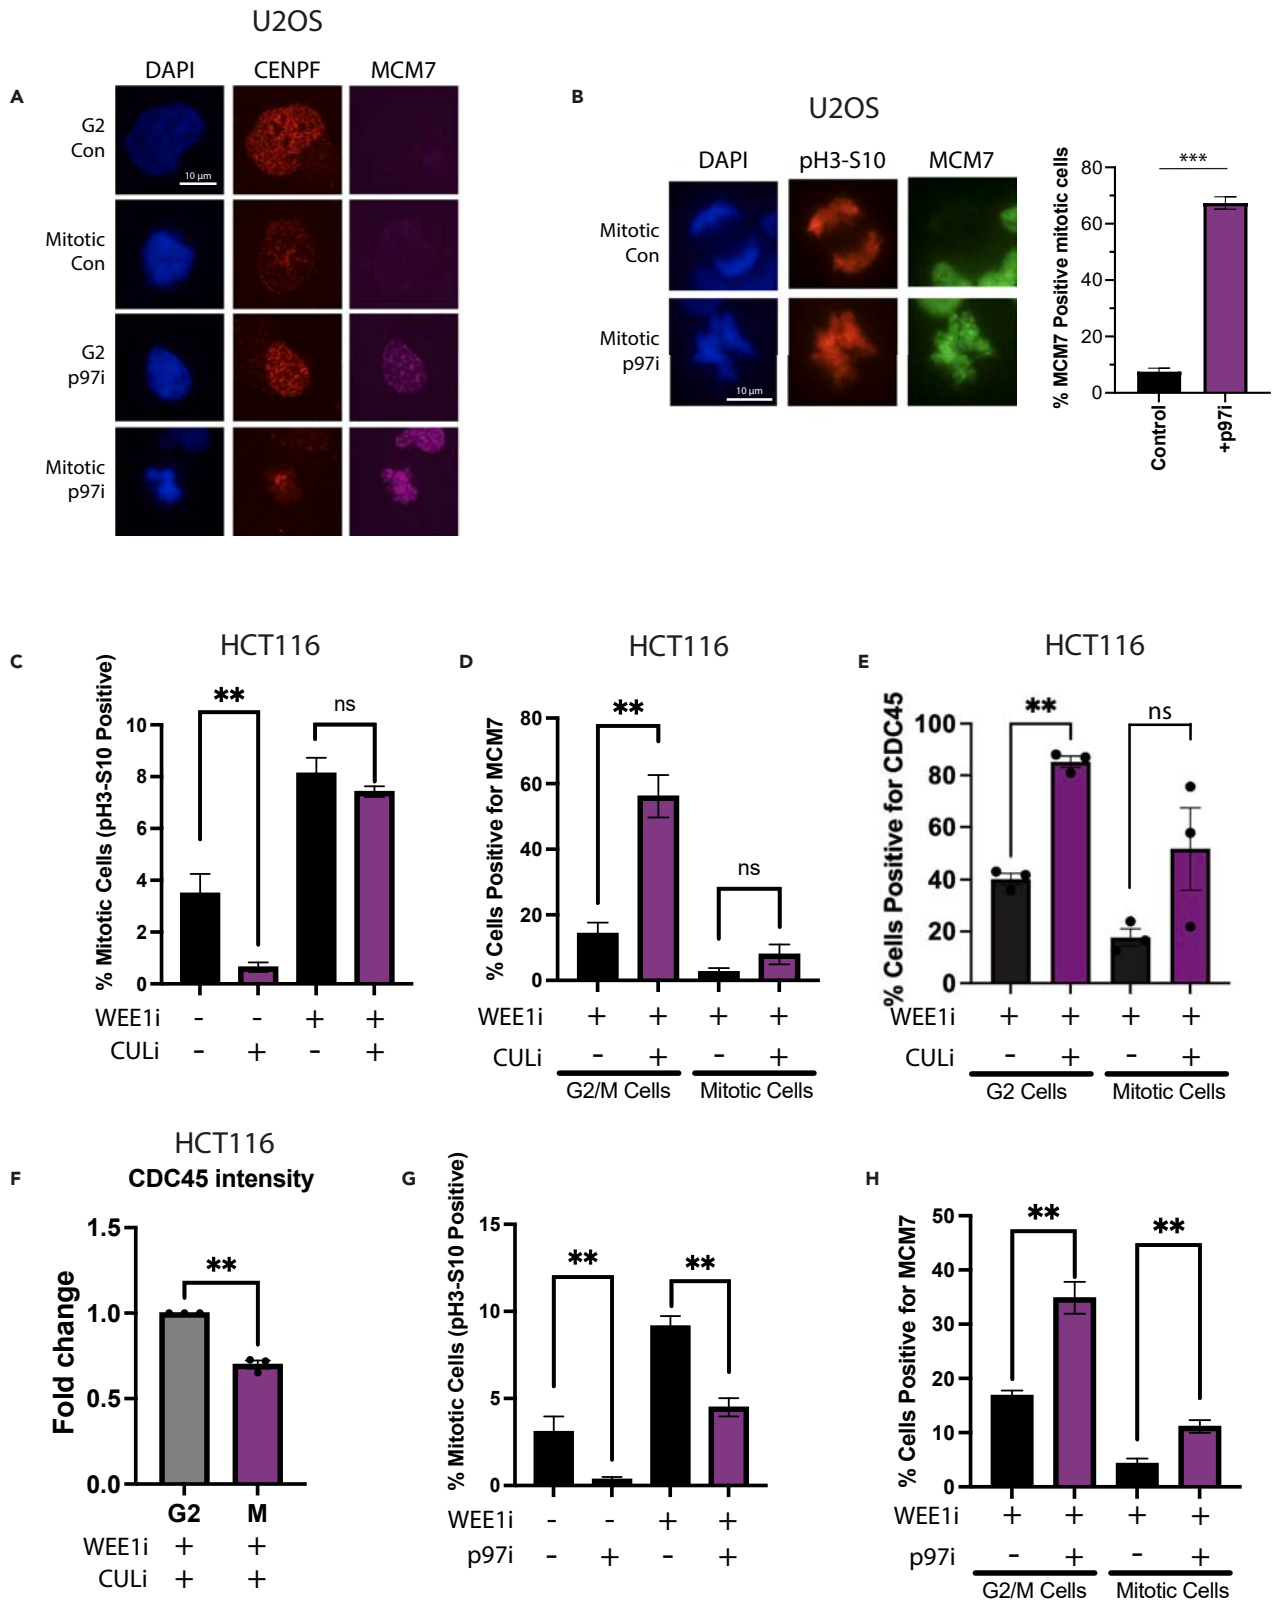 U2OS
A
DAPI CENPF MCM7
G2
Con
10 µm
Mitotic
Con
G2
p97i
Mitotic
p97i
B
U2OS
DAPI pH3-S10 MCM7
Mitotic
Con
Mitotic
p97i
10 µm
% MCM7 Positive mitotic cells
80
60
40
20
0
***
Control
+p97i
C
HCT116
% Mitotic Cells (pH3-S10 Positive)
10
8
6
4
2
0
** ns
WEE1i - - + +
CULi - + - +
D
HCT116
% Cells Positive for MCM7
80
60
40
20
0
** ns
WEE1i + + + +
CULi - + - +
G2/M Cells Mitotic Cells
E
HCT116
% Cells Positive for CDC45
100
80
60
40
20
0
** ns
WEE1i + + + +
CULi - + - +
G2 Cells Mitotic Cells
F
HCT116
CDC45 intensity
Fold change
1.5
1.0
0.5
0.0
**
G2 M
WEE1i + +
CULi + +
G
% Mitotic Cells (pH3-S10 Positive)
15
10
5
0
** **
WEE1i - - + +
p97i - + - +
H
% Cells Positive for MCM7
50
40
30
20
10
0
** **
WEE1i + + + +
p97i - + - +
G2/M Cells Mitotic Cells